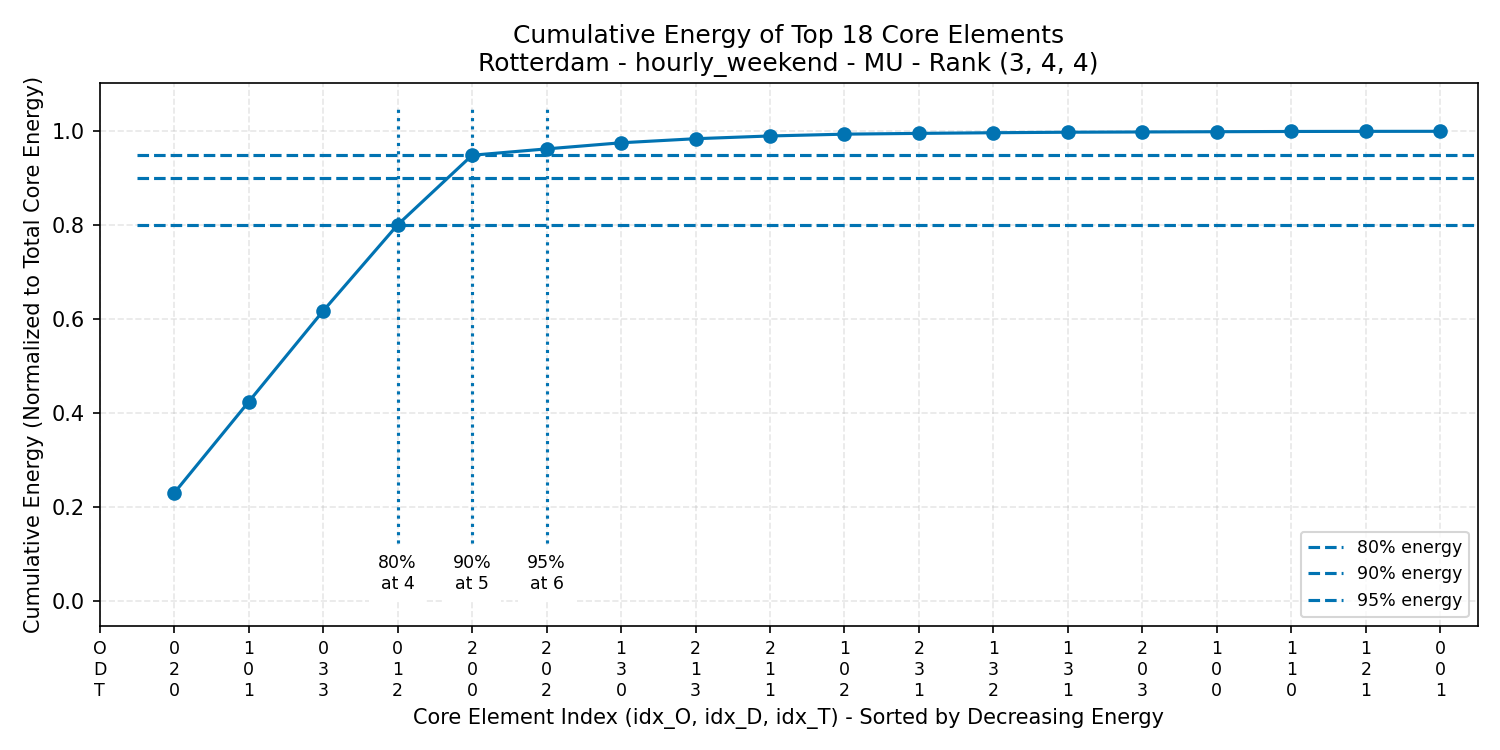 Cumulative Energy of Top 18 Core Elements
Rotterdam - hourly_weekend - MU - Rank (3, 4, 4)
Cumulative Energy (Normalized to Total Core Energy)
1.0
0.8
0.6
0.4
0.2
0.0
80% at 4
90% at 5
95% at 6
80% energy
90% energy
95% energy
O 0 1 0 0 2 2 1 2 2 1 2 1 1 2 1 1 1 0
D 2 0 3 1 0 0 3 1 1 0 3 3 3 0 0 1 2 0
T 0 1 3 2 0 2 0 3 1 2 1 2 1 3 0 0 1 1
Core Element Index (idx_O, idx_D, idx_T) - Sorted by Decreasing Energy